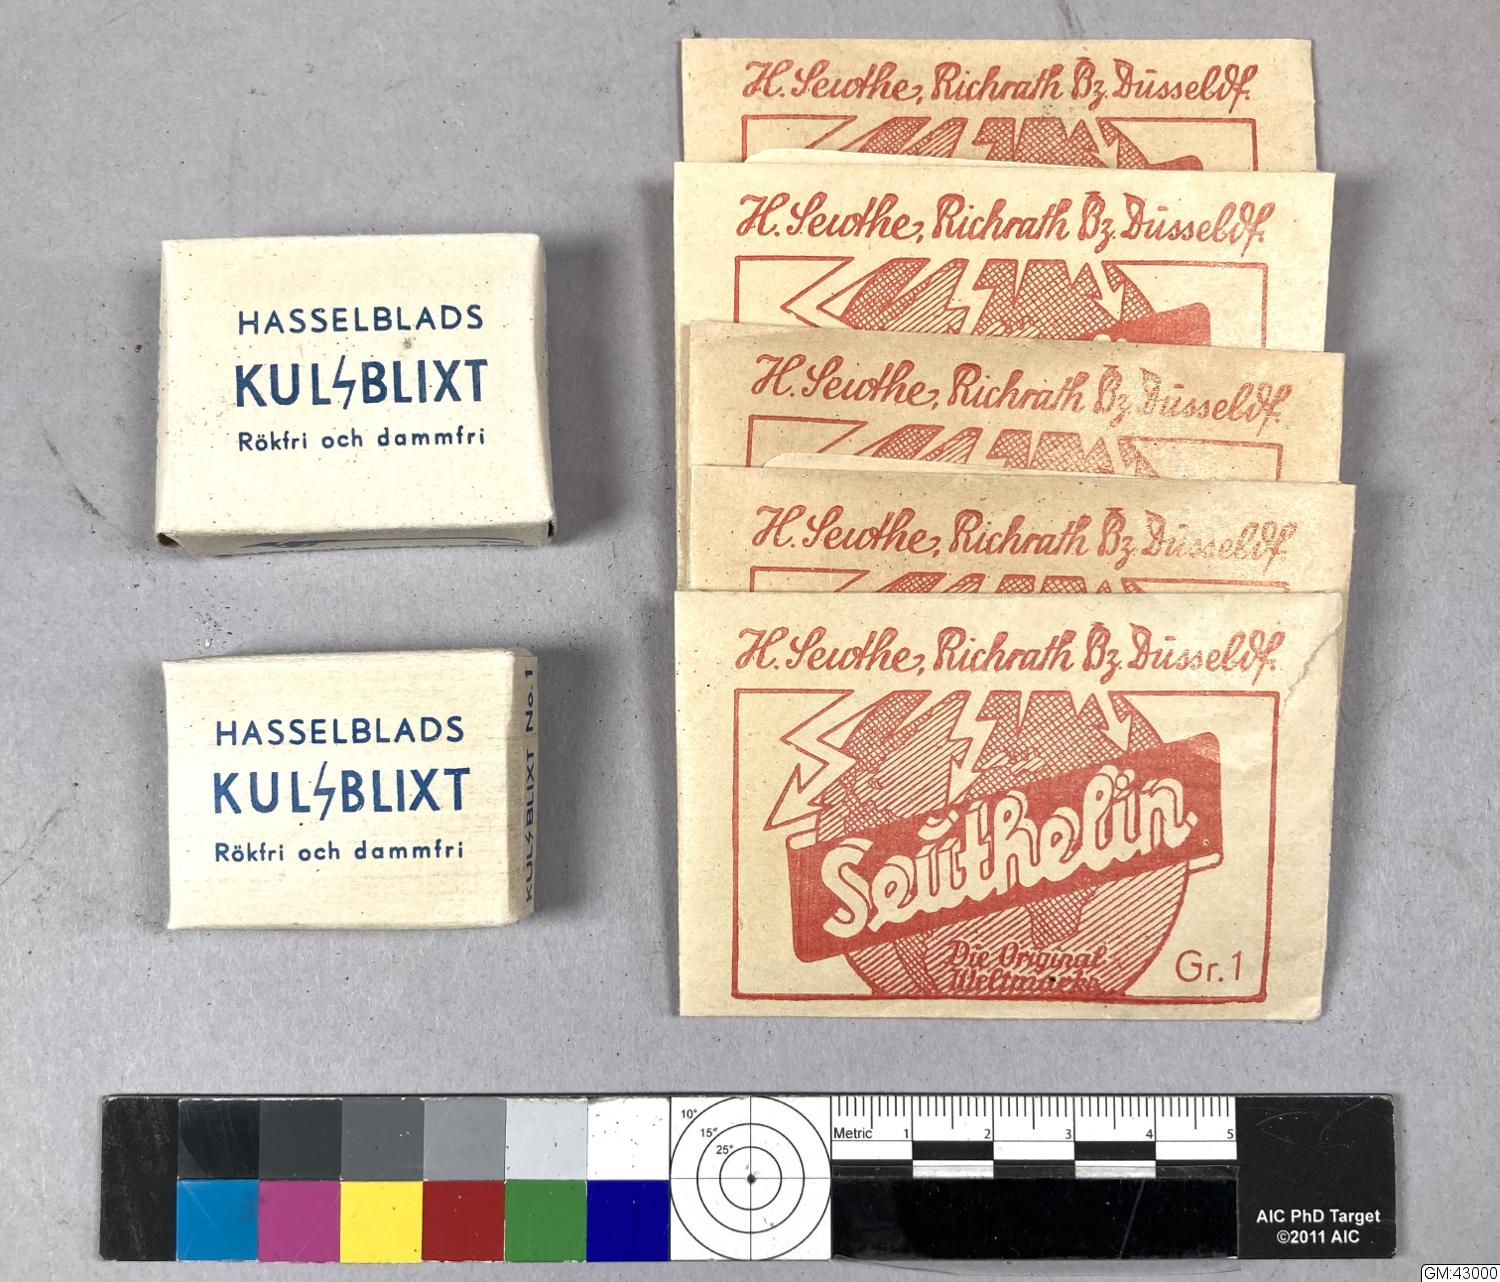 HASSELBLADS
KUL BLIXT
Rökfri och dammfri
HASSELBLADS
KUL BLIXT
Rökfri och dammfri
KUL BLIXT No. 1
H. Seuthe, Richrath Bz. Düsseldf.
H. Seuthe, Richrath Bz. Düsseldf.
H. Seuthe, Richrath Bz. Düsseldf.
H. Seuthe, Richrath Bz. Düsseldf.
H. Seuthe, Richrath Bz. Düsseldf.
Seuthelin
Die Original-
Weltmarke
Gr. 1
10°
15°
25°
Metric 1 2 3 4 5
AIC PhD Target
©2011 AIC
GM:43000